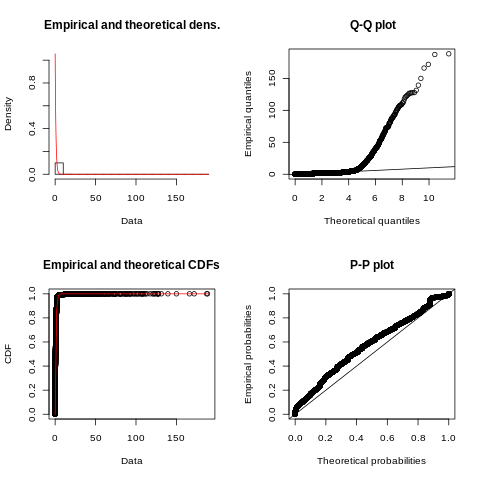 Empirical and theoretical dens.
Density
0.0 0.4 0.8
0 50 100 150
Data
Q-Q plot
Empirical quantiles
0 50 100 150
0 2 4 6 8 10
Theoretical quantiles
Empirical and theoretical CDFs
CDF
0.0 0.2 0.4 0.6 0.8 1.0
0 50 100 150
Data
P-P plot
Empirical probabilities
0.0 0.2 0.4 0.6 0.8 1.0
0.0 0.2 0.4 0.6 0.8 1.0
Theoretical probabilities